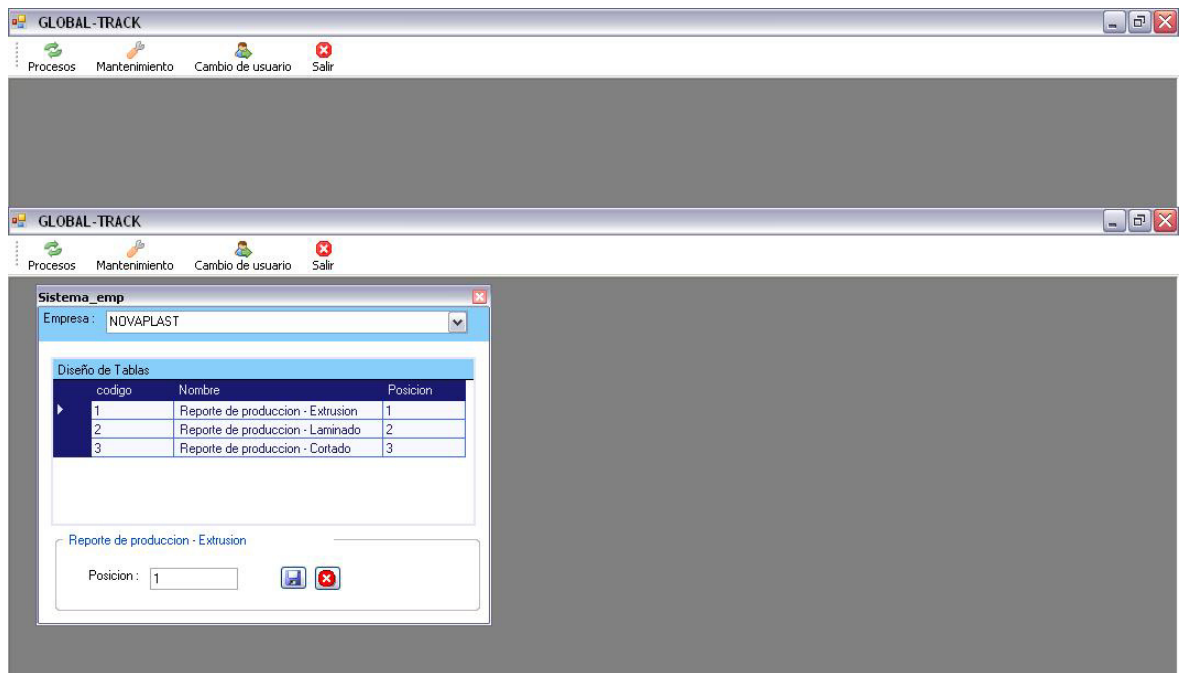 GLOBAL-TRACK
Procesos Mantenimiento Cambio de usuario Salir
GLOBAL-TRACK
Procesos Mantenimiento Cambio de usuario Salir
Sistema_emp
Empresa : NOVAPLAST
Diseño de Tablas
codigo Nombre Posicion
1 Reporte de produccion - Extrusion 1
2 Reporte de produccion - Laminado 2
3 Reporte de produccion - Cortado 3
Reporte de produccion - Extrusion
Posicion : 1